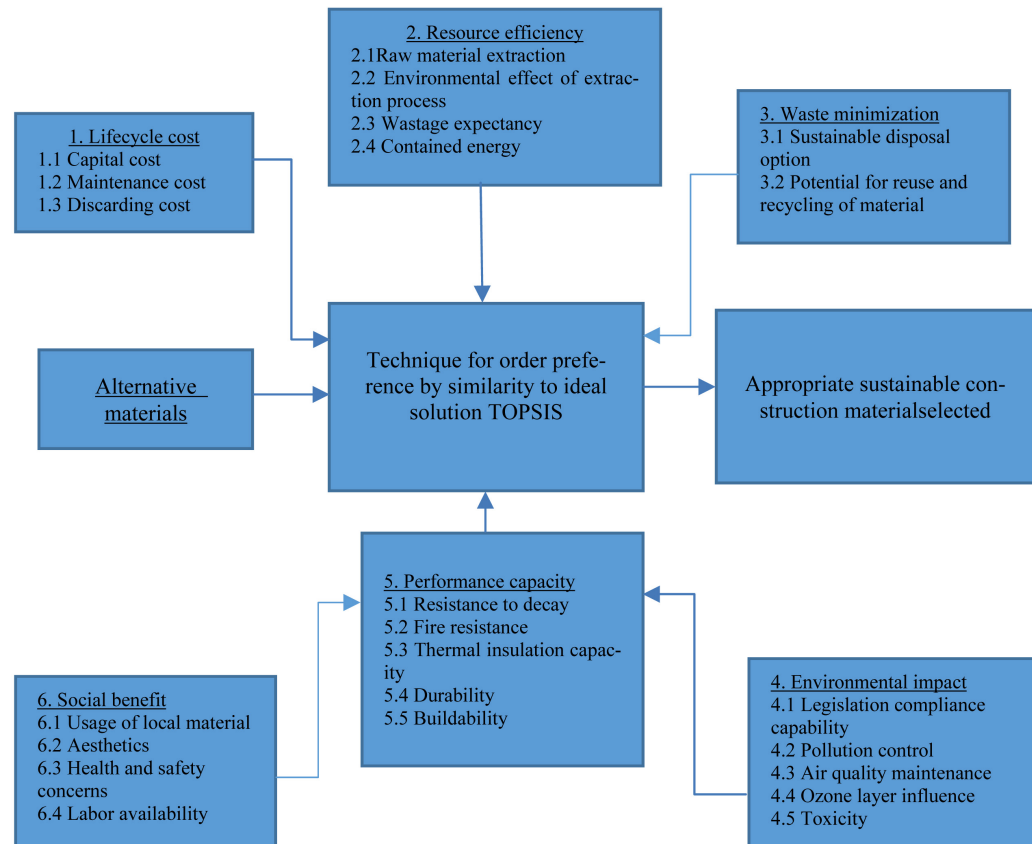 2. Resource efficiency
2.1Raw material extraction
2.2 Environmental effect of extrac-
tion process
2.3 Wastage expectancy
2.4 Contained energy
1. Lifecycle cost
1.1 Capital cost
1.2 Maintenance cost
1.3 Discarding cost
3. Waste minimization
3.1 Sustainable disposal
option
3.2 Potential for reuse and
recycling of material
Alternative
materials
Technique for order prefe-
rence by similarity to ideal
solution TOPSIS
Appropriate sustainable con-
struction materialselected
5. Performance capacity
5.1 Resistance to decay
5.2 Fire resistance
5.3 Thermal insulation capac-
ity
5.4 Durability
5.5 Buildability
6. Social benefit
6.1 Usage of local material
6.2 Aesthetics
6.3 Health and safety
concerns
6.4 Labor availability
4. Environmental impact
4.1 Legislation compliance
capability
4.2 Pollution control
4.3 Air quality maintenance
4.4 Ozone layer influence
4.5 Toxicity